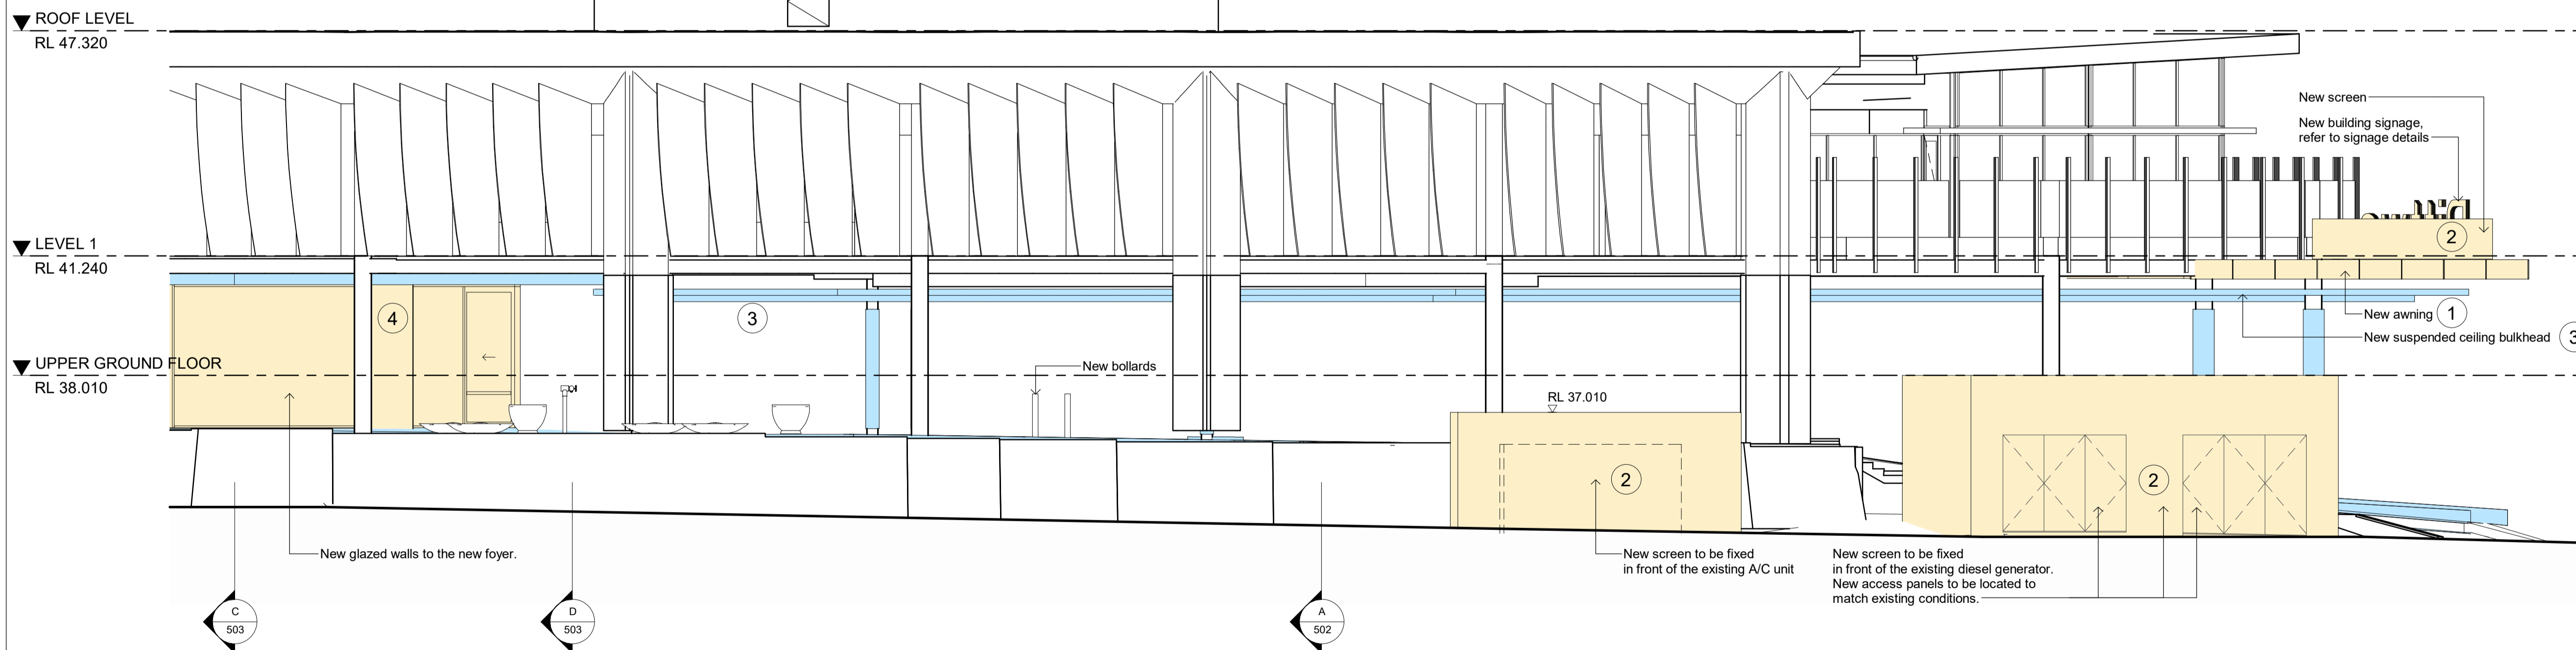 ROOF LEVEL
RL 47.320
New screen
New building signage,
refer to signage details
2
LEVEL 1
RL 41.240
4
3
New awning
1
New suspended ceiling bulkhead
3
UPPER GROUND FLOOR
RL 38.010
New bollards
RL 37.010
2
2
New glazed walls to the new foyer.
New screen to be fixed
in front of the existing A/C unit
New screen to be fixed
in front of the existing diesel generator.
New access panels to be located to
match existing conditions.
C
503
D
503
A
502